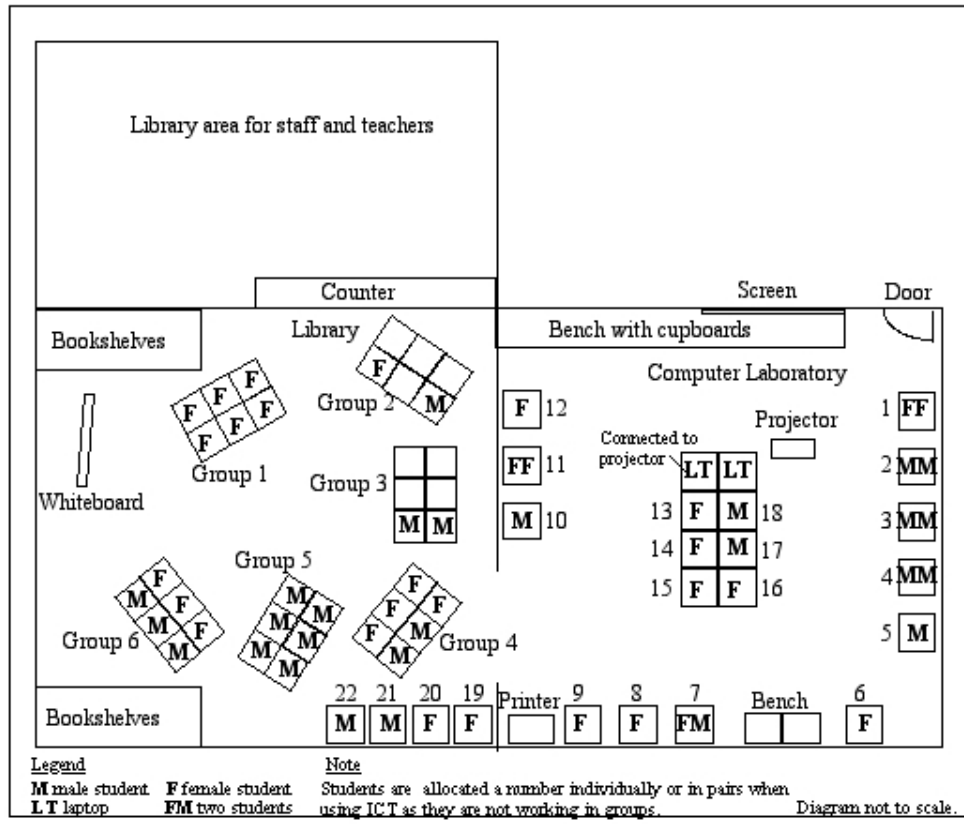 Library area for staff and teachers
Counter
Screen
Door
Bookshelves
Library
Bench with cupboards
Computer Laboratory
F F F
F F F
Group 1
F
M
Group 2
Whiteboard
Group 3
M M
F 12
FF 11
M 10
Connected to
projector
Projector
LT LT
13 F M 18
14 F M 17
15 F F 16
1 FF
2 MM
3 MM
4 MM
5 M
Group 5
M M
M M
M M
Group 6
F
M F
M F
M
Group 4
F
F F
F M
M
Bookshelves
22 21 20 19
M M F F
Printer
9 8 7
F F FM
Bench
6
F
Legend
M male student F female student
LT laptop FM two students
Note
Students are allocated a number individually or in pairs when
using ICT as they are not working in groups.
Diagram not to scale.